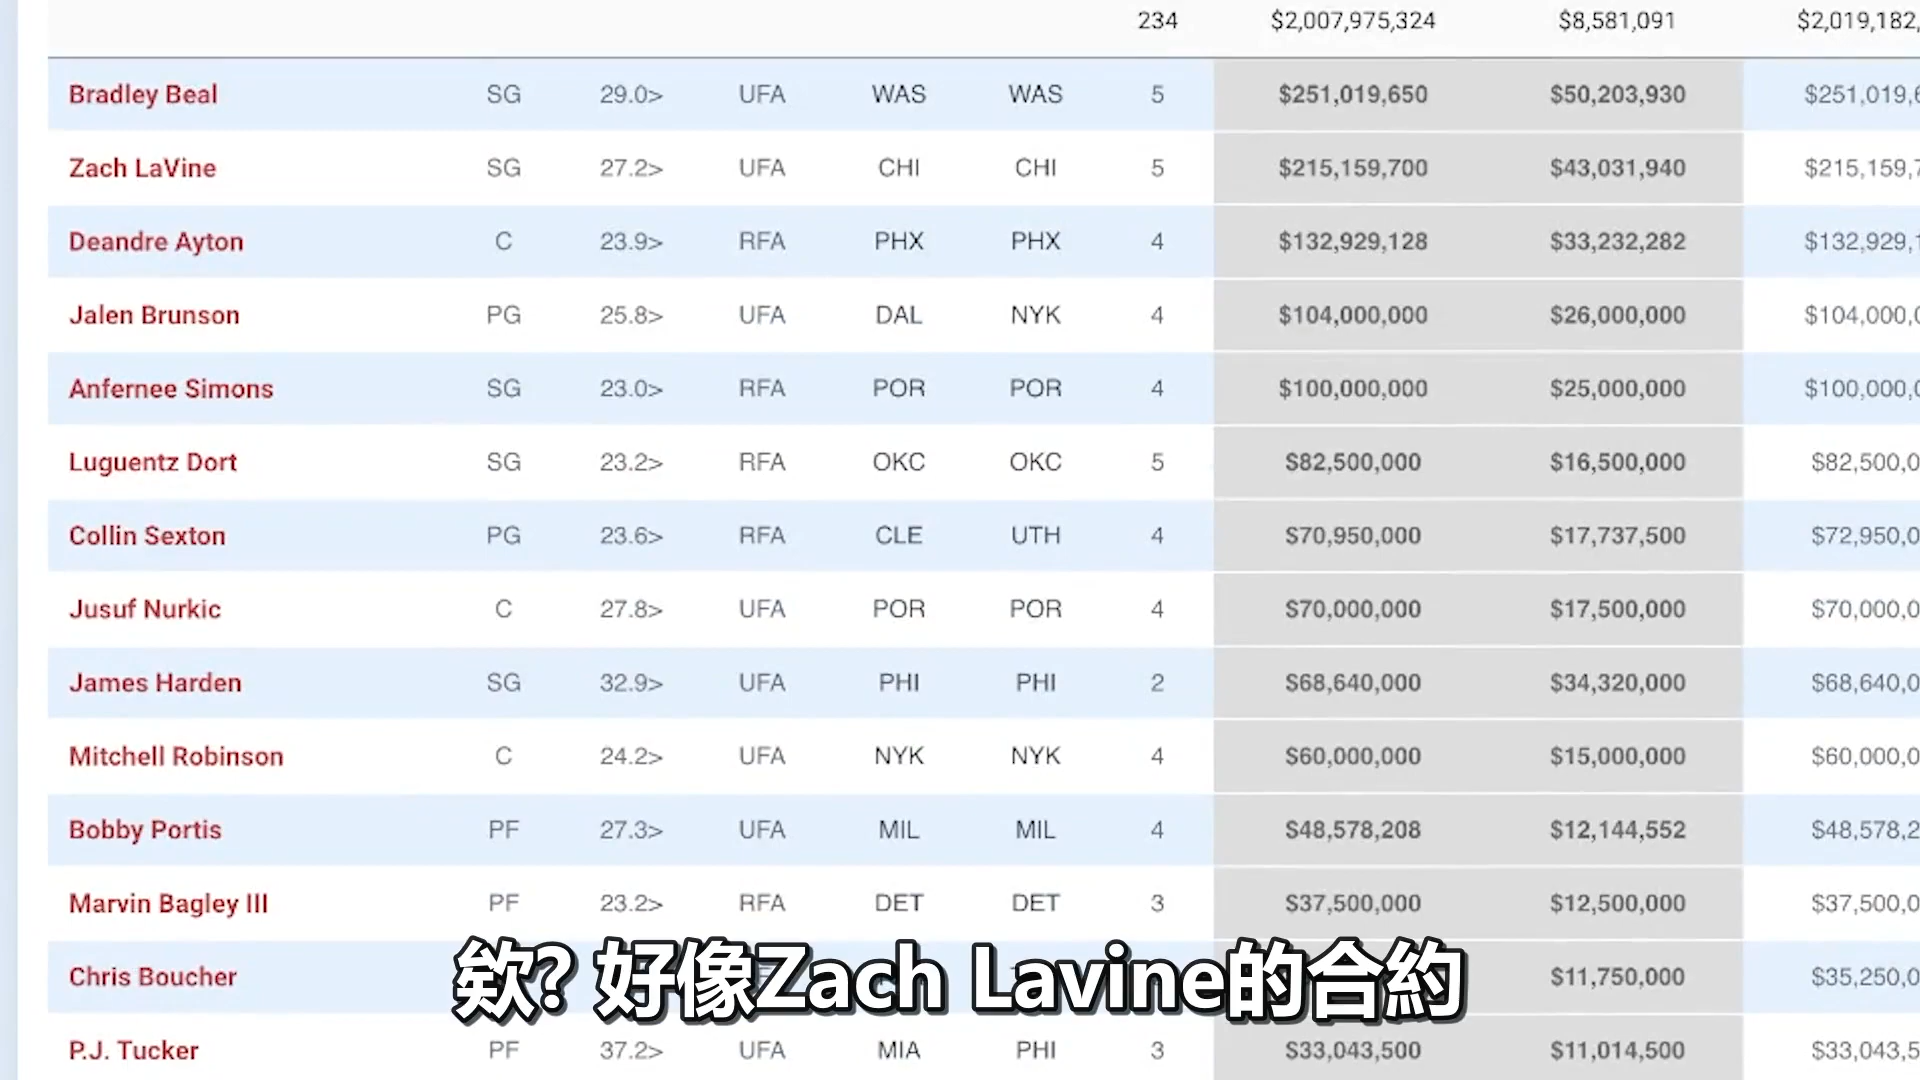 234 $2,007,975,324 $8,581,091 $2,019,182,
Bradley Beal SG 29.0> UFA WAS WAS 5 $251,019,650 $50,203,930 $251,019,6
Zach LaVine SG 27.2> UFA CHI CHI 5 $215,159,700 $43,031,940 $215,159,7
Deandre Ayton C 23.9> RFA PHX PHX 4 $132,929,128 $33,232,282 $132,929,1
Jalen Brunson PG 25.8> UFA DAL NYK 4 $104,000,000 $26,000,000 $104,000,0
Anfernee Simons SG 23.0> RFA POR POR 4 $100,000,000 $25,000,000 $100,000,0
Luguentz Dort SG 23.2> RFA OKC OKC 5 $82,500,000 $16,500,000 $82,500,0
Collin Sexton PG 23.6> RFA CLE UTH 4 $70,950,000 $17,737,500 $72,950,0
Jusuf Nurkic C 27.8> UFA POR POR 4 $70,000,000 $17,500,000 $70,000,0
James Harden SG 32.9> UFA PHI PHI 2 $68,640,000 $34,320,000 $68,640,0
Mitchell Robinson C 24.2> UFA NYK NYK 4 $60,000,000 $15,000,000 $60,000,0
Bobby Portis PF 27.3> UFA MIL MIL 4 $48,578,208 $12,144,552 $48,578,2
Marvin Bagley III PF 23.2> RFA DET DET 3 $37,500,000 $12,500,000 $37,500,0
Chris Boucher $11,750,000 $35,250,0
欸? 好像Zach Lavine的合約
P.J. Tucker PF 37.2> UFA MIA PHI 3 $33,043,500 $11,014,500 $33,043,5